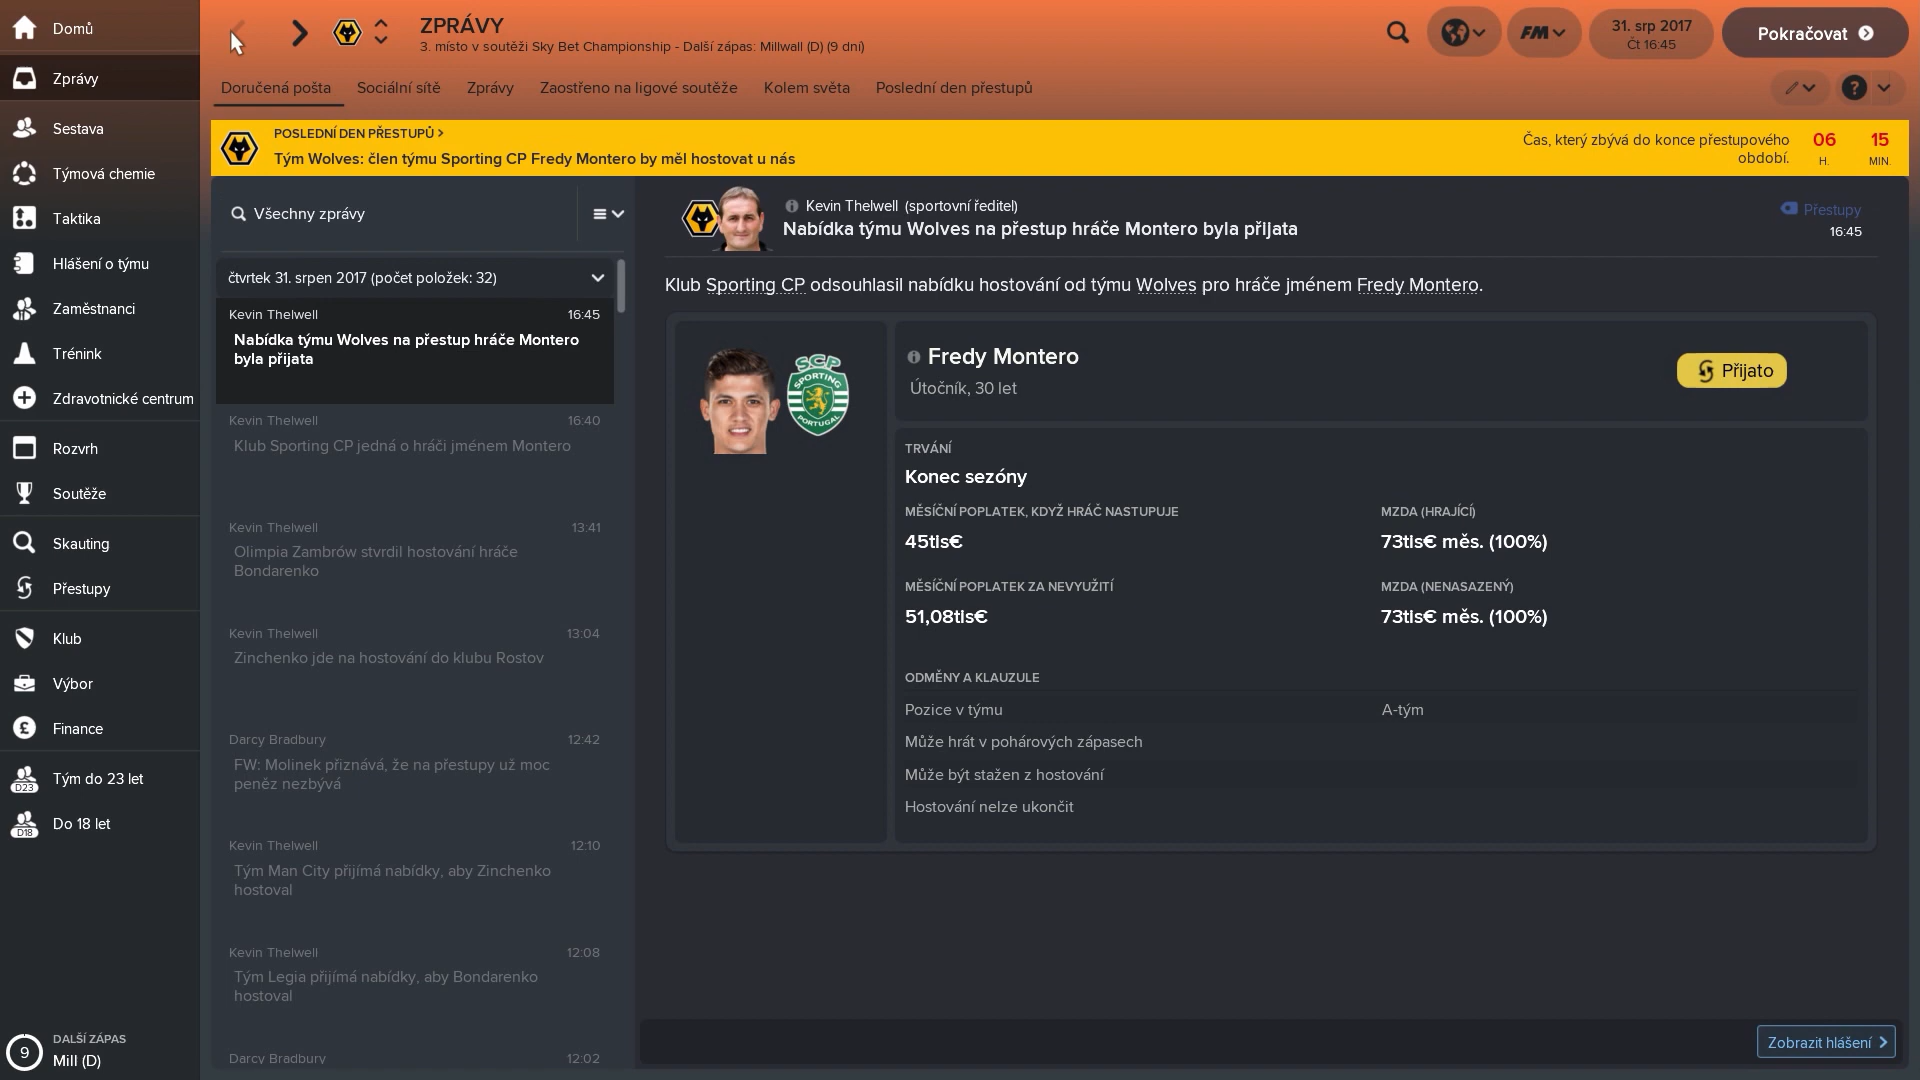 Domů
Zprávy
Sestava
Týmová chemie
Taktika
Hlášení o týmu
Zaměstnanci
Trénink
Zdravotnické centrum
Rozvrh
Soutěže
Skauting
Přestupy
Klub
Výbor
Finance
D23
Tým do 23 let
D18
Do 18 let
9
DALŠÍ ZÁPAS
Mill (D)
ZPRÁVY
3. místo v soutěži Sky Bet Championship - Další zápas: Millwall (D) (9 dní)
FM
31. srp 2017
Čt 16:45
Pokračovat
Doručená pošta
Sociální sítě
Zprávy
Zaostřeno na ligové soutěže
Kolem světa
Poslední den přestupů
POSLEDNÍ DEN PŘESTUPŮ >
Tým Wolves: člen týmu Sporting CP Fredy Montero by měl hostovat u nás
Čas, který zbývá do konce přestupového
období.
06
H.
15
MIN.
Všechny zprávy
čtvrtek 31. srpen 2017 (počet položek: 32)
Kevin Thelwell 16:45
Nabídka týmu Wolves na přestup hráče Montero
byla přijata
Kevin Thelwell 16:40
Klub Sporting CP jedná o hráči jménem Montero
Kevin Thelwell 13:41
Olimpia Zambrów stvrdil hostování hráče
Bondarenko
Kevin Thelwell 13:04
Zinchenko jde na hostování do klubu Rostov
Darcy Bradbury 12:42
FW: Molinek přiznává, že na přestupy už moc
peněz nezbývá
Kevin Thelwell 12:10
Tým Man City přijímá nabídky, aby Zinchenko
hostoval
Kevin Thelwell 12:08
Tým Legia přijímá nabídky, aby Bondarenko
hostoval
Darcy Bradbury 12:02
Kevin Thelwell (sportovní ředitel)
Nabídka týmu Wolves na přestup hráče Montero byla přijata
Přestupy
16:45
Klub Sporting CP odsouhlasil nabídku hostování od týmu Wolves pro hráče jménem Fredy Montero.
SCP
SPORTING
PORTUGAL
Fredy Montero
Útočník, 30 let
Přijato
TRVÁNÍ
Konec sezóny
MĚSÍČNÍ POPLATEK, KDYŽ HRÁČ NASTUPUJE
45tis€
MZDA (HRAJÍCÍ)
73tis€ měs. (100%)
MĚSÍČNÍ POPLATEK ZA NEVYUŽITÍ
51,08tis€
MZDA (NENASAZENÝ)
73tis€ měs. (100%)
ODMĚNY A KLAUZULE
Pozice v týmu A-tým
Může hrát v pohárových zápasech
Může být stažen z hostování
Hostování nelze ukončit
Zobrazit hlášení